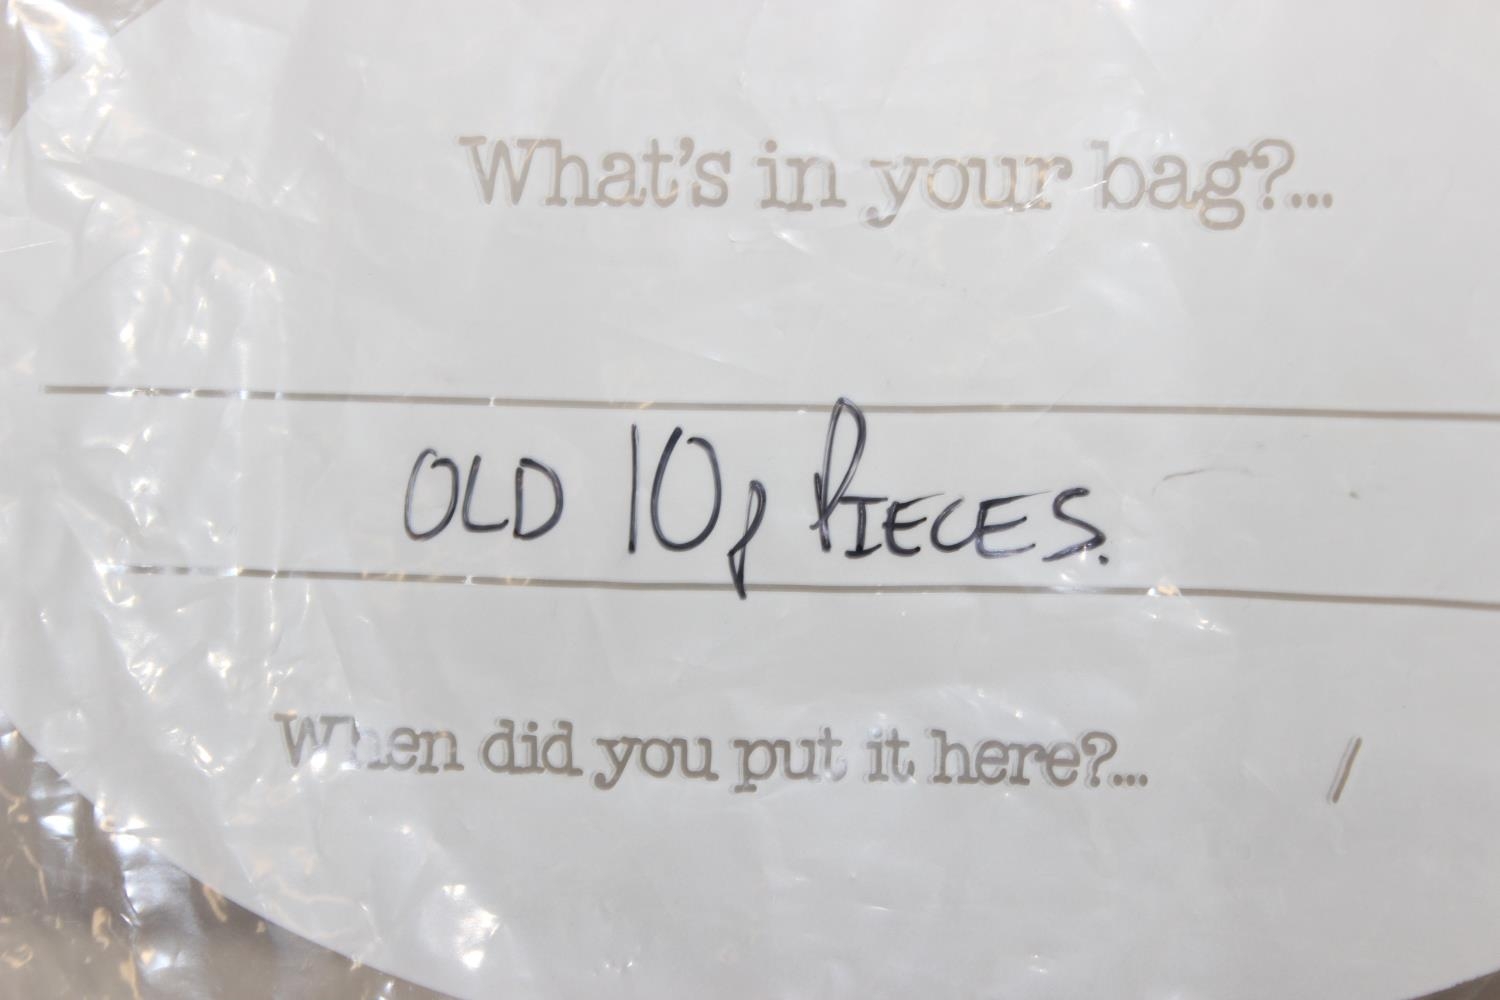 What's in your bag?...
OLD 10p PIECES.
When did you put it here?... /